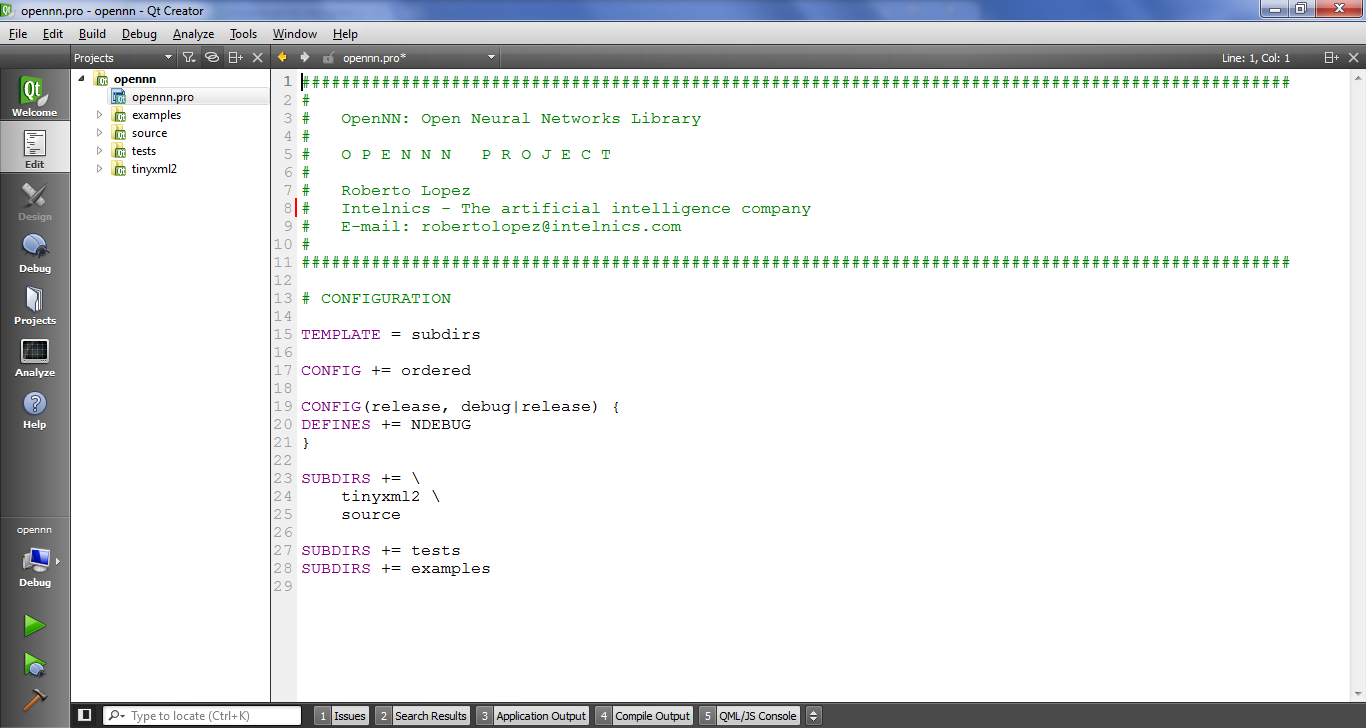 opennn.pro - opennn - Qt Creator
File Edit Build Debug Analyze Tools Window Help
Projects
opennn.pro*
Line: 1, Col: 1
Qt
Welcome
Edit
Design
Debug
Projects
Analyze
Help
opennn
Debug
opennn
opennn.pro
examples
source
tests
tinyxml2
1 ###################################################################################################
2 #
3 #   OpenNN: Open Neural Networks Library
4 #
5 #   O P E N N N   P R O J E C T
6 #
7 #   Roberto Lopez
8 #   Intelnics - The artificial intelligence company
9 #   E-mail: robertolopez@intelnics.com
10 #
11 ###################################################################################################
12
13 # CONFIGURATION
14
15 TEMPLATE = subdirs
16
17 CONFIG += ordered
18
19 CONFIG(release, debug|release) {
20 DEFINES += NDEBUG
21 }
22
23 SUBDIRS += \
24     tinyxml2 \
25     source
26
27 SUBDIRS += tests
28 SUBDIRS += examples
29
Type to locate (Ctrl+K)
1 Issues 2 Search Results 3 Application Output 4 Compile Output 5 QML/JS Console